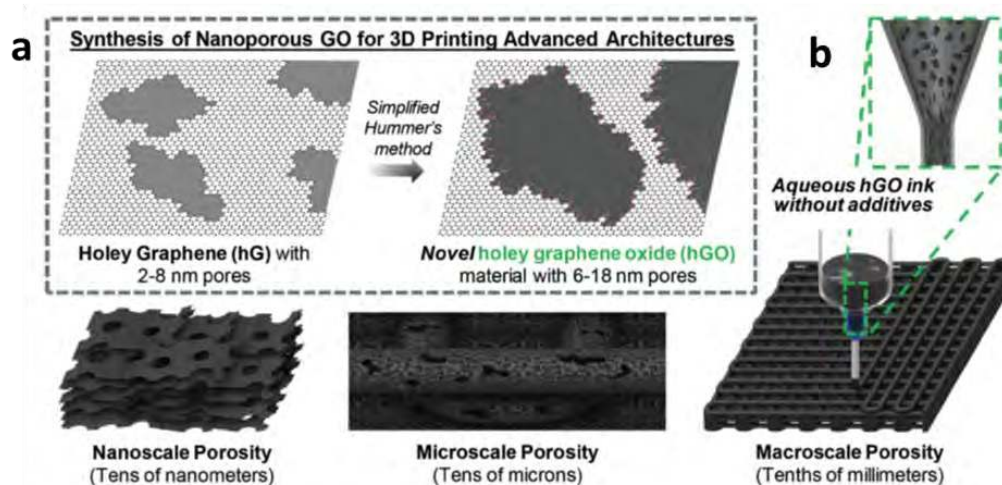 a
Synthesis of Nanoporous GO for 3D Printing Advanced Architectures
Simplified
Hummer's
method
Holey Graphene (hG) with
2-8 nm pores
Novel holey graphene oxide (hGO)
material with 6-18 nm pores
b
Aqueous hGO ink
without additives
Nanoscale Porosity
(Tens of nanometers)
Microscale Porosity
(Tens of microns)
Macroscale Porosity
(Tenths of millimeters)